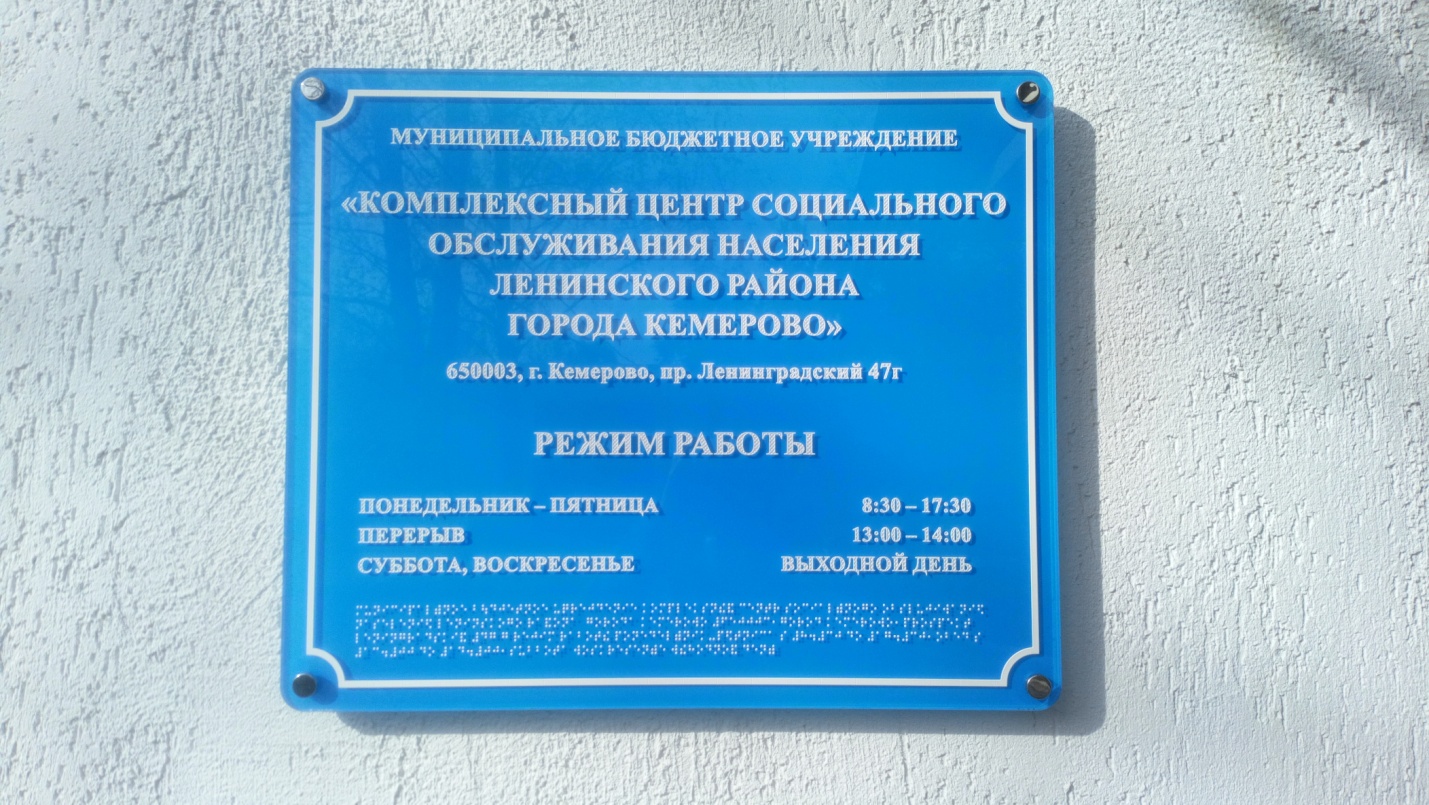 МУНИЦИПАЛЬНОЕ БЮДЖЕТНОЕ УЧРЕЖДЕНИЕ
«КОМПЛЕКСНЫЙ ЦЕНТР СОЦИАЛЬНОГО
ОБСЛУЖИВАНИЯ НАСЕЛЕНИЯ
ЛЕНИНСКОГО РАЙОНА
ГОРОДА КЕМЕРОВО»
650003, г. Кемерово, пр. Ленинградский 47г
РЕЖИМ РАБОТЫ
ПОНЕДЕЛЬНИК – ПЯТНИЦА 8:30 – 17:30
ПЕРЕРЫВ 13:00 – 14:00
СУББОТА, ВОСКРЕСЕНЬЕ ВЫХОДНОЙ ДЕНЬ